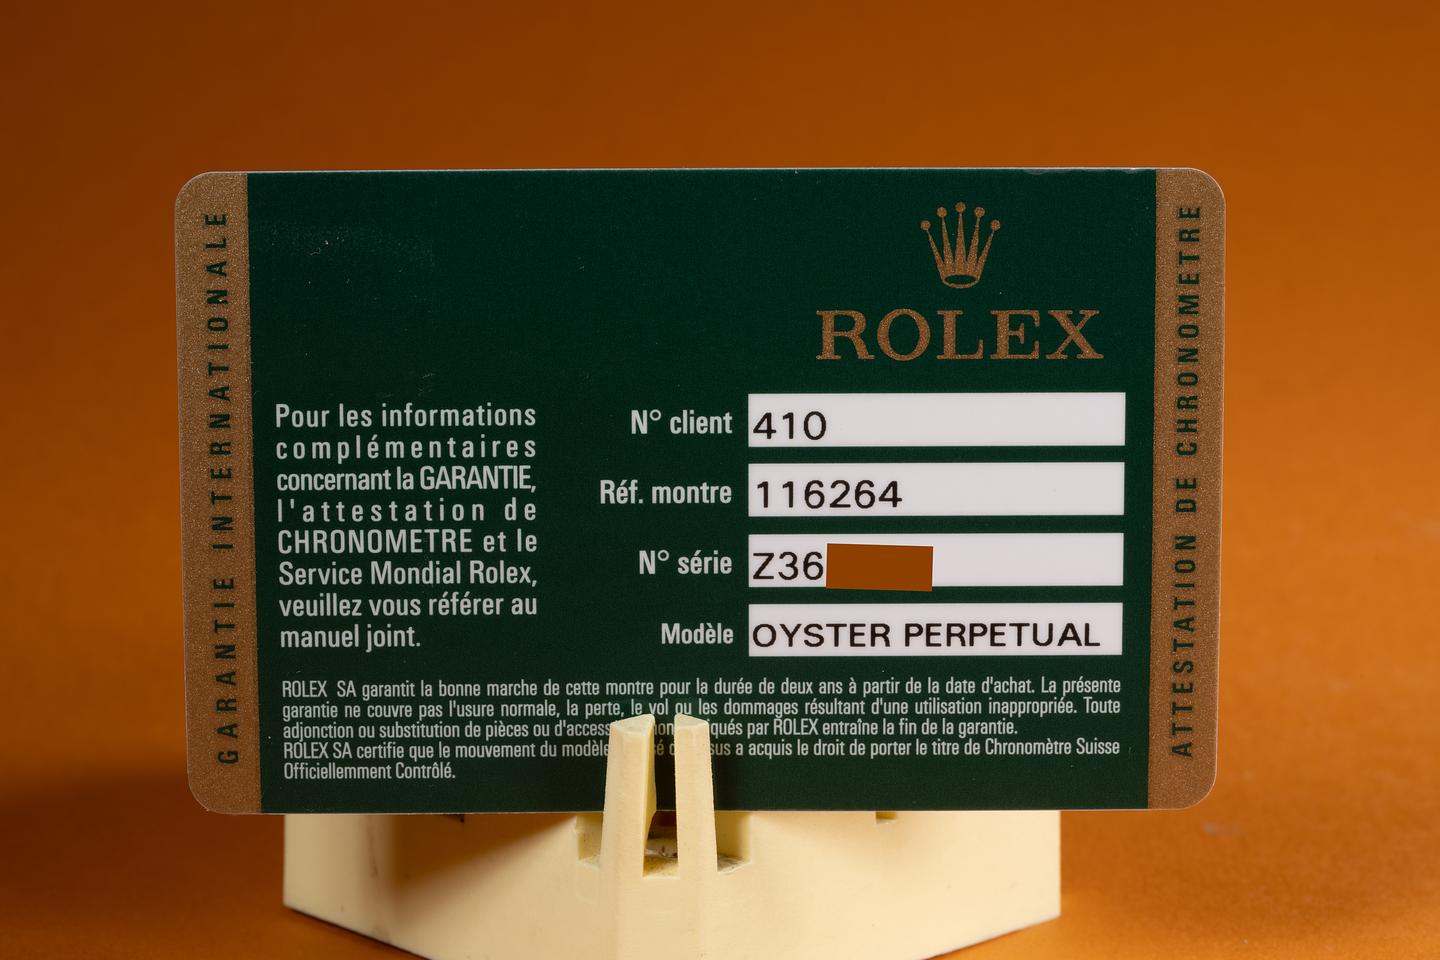 GARANTIE INTERNATIONALE
ROLEX
Pour les informations
complémentaires
concernant la GARANTIE,
l'attestation de
CHRONOMETRE et le
Service Mondial Rolex,
veuillez vous référer au
manuel joint.
N° client 410
Réf. montre 116264
N° série Z36
Modèle OYSTER PERPETUAL
ROLEX SA garantit la bonne marche de cette montre pour la durée de deux ans à partir de la date d'achat. La présente
garantie ne couvre pas l'usure normale, la perte, le vol ou les dommages résultant d'une utilisation inappropriée. Toute
adjonction ou substitution de pièces ou par ROLEX entraîne la fin de la garantie.
ROLEX SA certifie que le mouvement du modèle a acquis le droit de porter le titre de Chronomètre Suisse
Officiellemment Contrôlé.
ATTESTATION DE CHRONOMETRE